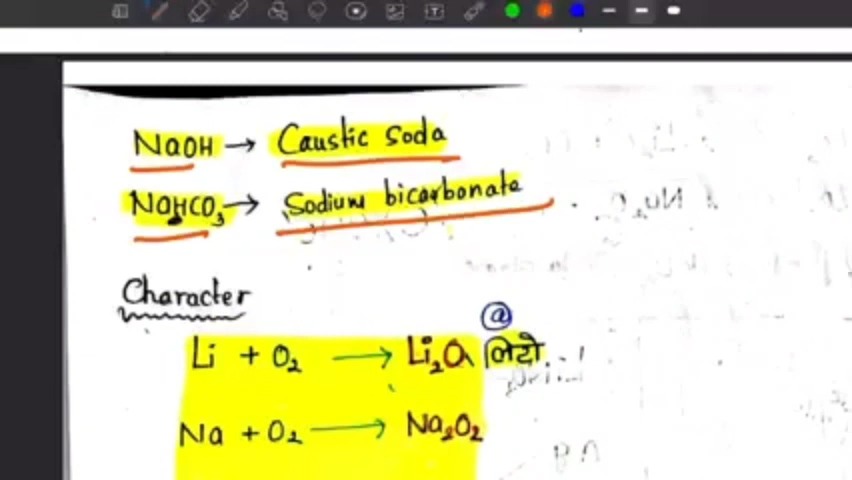 NaOH → Caustic Soda
NaHCO₃ → Sodium bicarbonate
Character
@
Li + O₂ → Li₂O लिटो
Na + O₂ → Na₂O₂